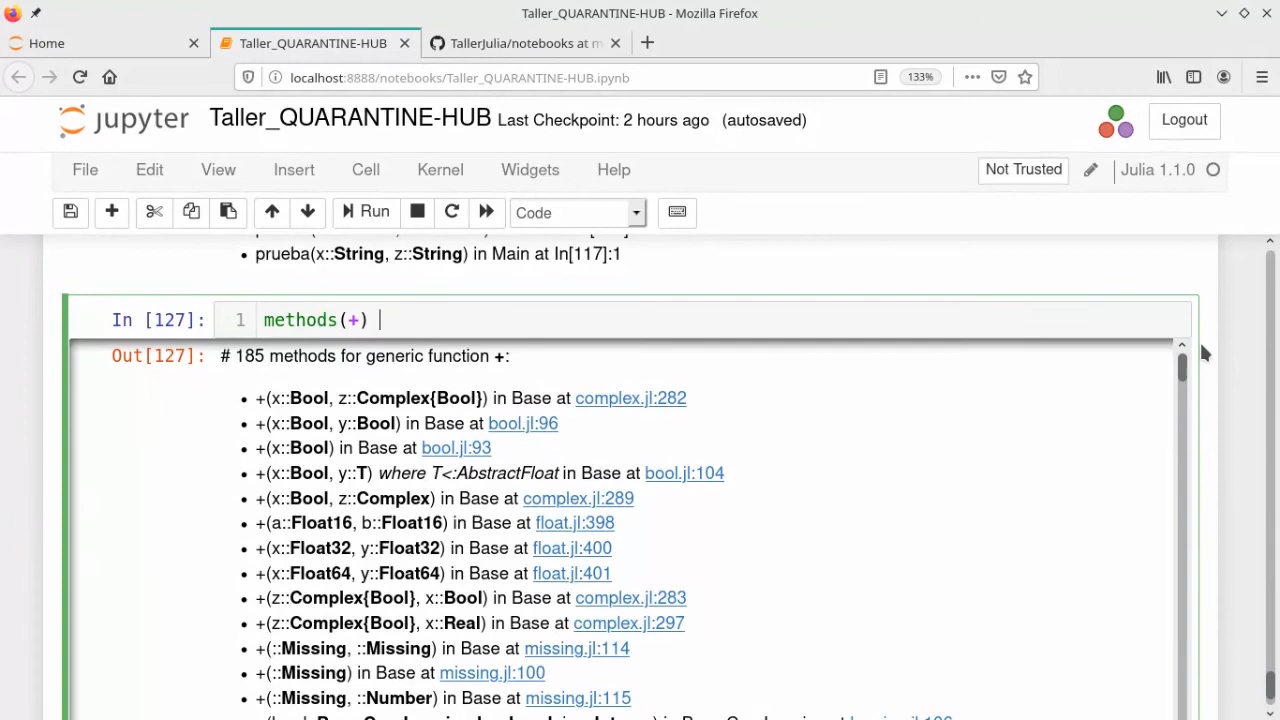 Taller_QUARANTINE-HUB - Mozilla Firefox
Home
Taller_QUARANTINE-HUB
TallerJulia/notebooks at m
localhost:8888/notebooks/Taller_QUARANTINE-HUB.ipynb
133%
jupyter Taller_QUARANTINE-HUB Last Checkpoint: 2 hours ago (autosaved)
Logout
File Edit View Insert Cell Kernel Widgets Help
Not Trusted
Julia 1.1.0
Run
Code
• prueba(x::String, z::String) in Main at In[117]:1
In [127]: 1 methods(+)
Out[127]: # 185 methods for generic function +:
• +(x::Bool, z::Complex{Bool}) in Base at complex.jl:282
• +(x::Bool, y::Bool) in Base at bool.jl:96
• +(x::Bool) in Base at bool.jl:93
• +(x::Bool, y::T) where T<:AbstractFloat in Base at bool.jl:104
• +(x::Bool, z::Complex) in Base at complex.jl:289
• +(a::Float16, b::Float16) in Base at float.jl:398
• +(x::Float32, y::Float32) in Base at float.jl:400
• +(x::Float64, y::Float64) in Base at float.jl:401
• +(z::Complex{Bool}, x::Bool) in Base at complex.jl:283
• +(z::Complex{Bool}, x::Real) in Base at complex.jl:297
• +(::Missing, ::Missing) in Base at missing.jl:114
• +(::Missing) in Base at missing.jl:100
• +(::Missing, ::Number) in Base at missing.jl:115